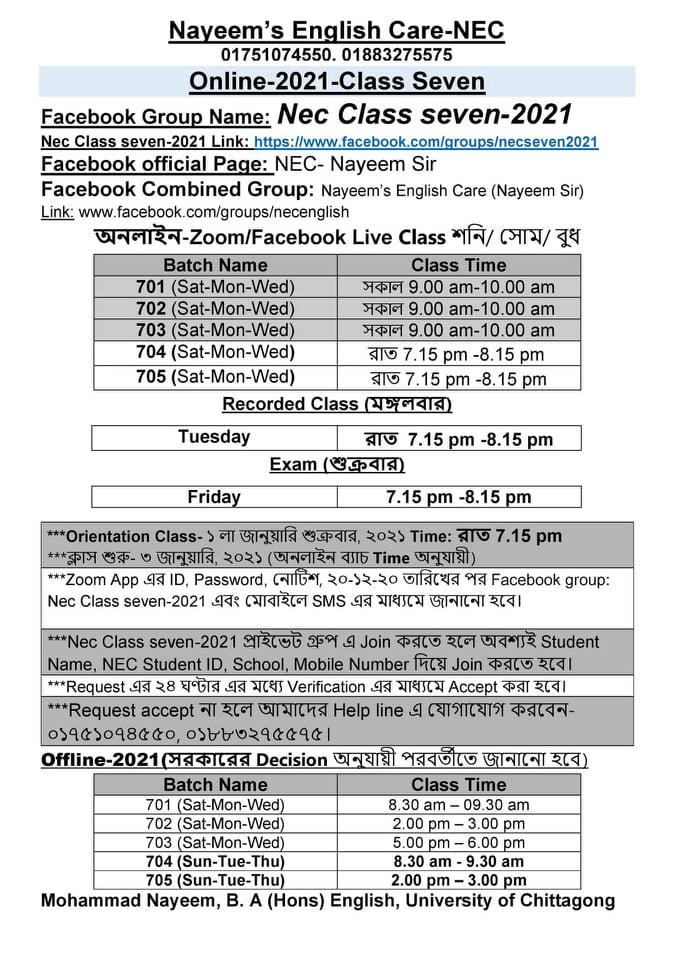 Nayeem's English Care-NEC
01751074550. 01883275575
Online-2021-Class Seven
Facebook Group Name: Nec Class seven-2021
Nec Class seven-2021 Link: https://www.facebook.com/groups/necseven2021
Facebook official Page: NEC- Nayeem Sir
Facebook Combined Group: Nayeem's English Care (Nayeem Sir)
Link: www.facebook.com/groups/necenglish
অনলাইন-Zoom/Facebook Live Class শনি/ সোম/ বুধ
Batch Name Class Time
701 (Sat-Mon-Wed) সকাল 9.00 am-10.00 am
702 (Sat-Mon-Wed) সকাল 9.00 am-10.00 am
703 (Sat-Mon-Wed) সকাল 9.00 am-10.00 am
704 (Sat-Mon-Wed) রাত 7.15 pm -8.15 pm
705 (Sat-Mon-Wed) রাত 7.15 pm -8.15 pm
Recorded Class (মঙ্গলবার)
Tuesday রাত 7.15 pm -8.15 pm
Exam (শুক্রবার)
Friday 7.15 pm -8.15 pm
***Orientation Class- ১ লা জানুয়ারি শুক্রবার, ২০২১ Time: রাত 7.15 pm
***ক্লাস শুরু- ৩ জানুয়ারি, ২০২১ (অনলাইন ব্যাচ Time অনুযায়ী)
***Zoom App এর ID, Password, নোটিশ, ২০-১২-২০ তারিখের পর Facebook group:
Nec Class seven-2021 এবং মোবাইলে SMS এর মাধ্যমে জানানো হবে।
***Nec Class seven-2021 প্রাইভেট গ্রুপ এ Join করতে হলে অবশ্যই Student
Name, NEC Student ID, School, Mobile Number দিয়ে Join করতে হবে।
***Request এর ২৪ ঘণ্টার এর মধ্যে Verification এর মাধ্যমে Accept করা হবে।
***Request accept না হলে আমাদের Help line এ যোগাযোগ করবেন-
০১৭৫১০৭৪৫৫০, ০১৮৮৩২৭৫৫৭৫।
Offline-2021(সরকারের Decision অনুযায়ী পরবর্তীতে জানানো হবে)
Batch Name Class Time
701 (Sat-Mon-Wed) 8.30 am – 09.30 am
702 (Sat-Mon-Wed) 2.00 pm – 3.00 pm
703 (Sat-Mon-Wed) 5.00 pm – 6.00 pm
704 (Sun-Tue-Thu) 8.30 am - 9.30 am
705 (Sun-Tue-Thu) 2.00 pm – 3.00 pm
Mohammad Nayeem, B. A (Hons) English, University of Chittagong